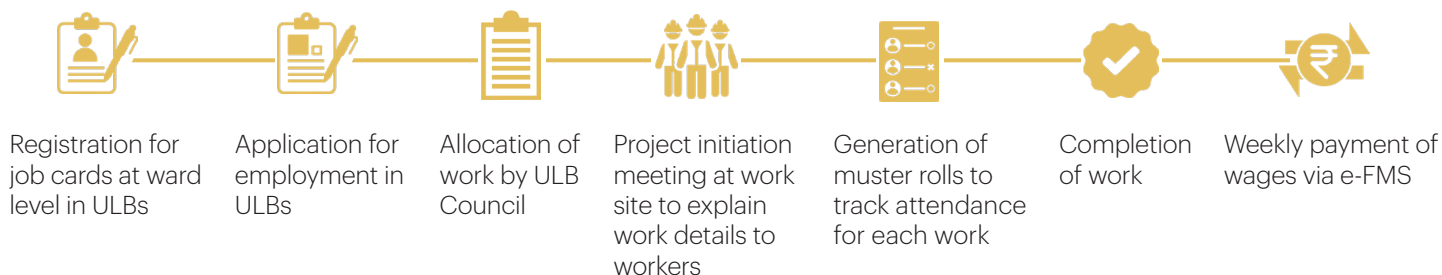 Registration for
job cards at ward
level in ULBs
Application for
employment in
ULBs
Allocation of
work by ULB
Council
Project initiation
meeting at work
site to explain
work details to
workers
Generation of
muster rolls to
track attendance
for each work
Completion
of work
Weekly payment of
wages via e-FMS